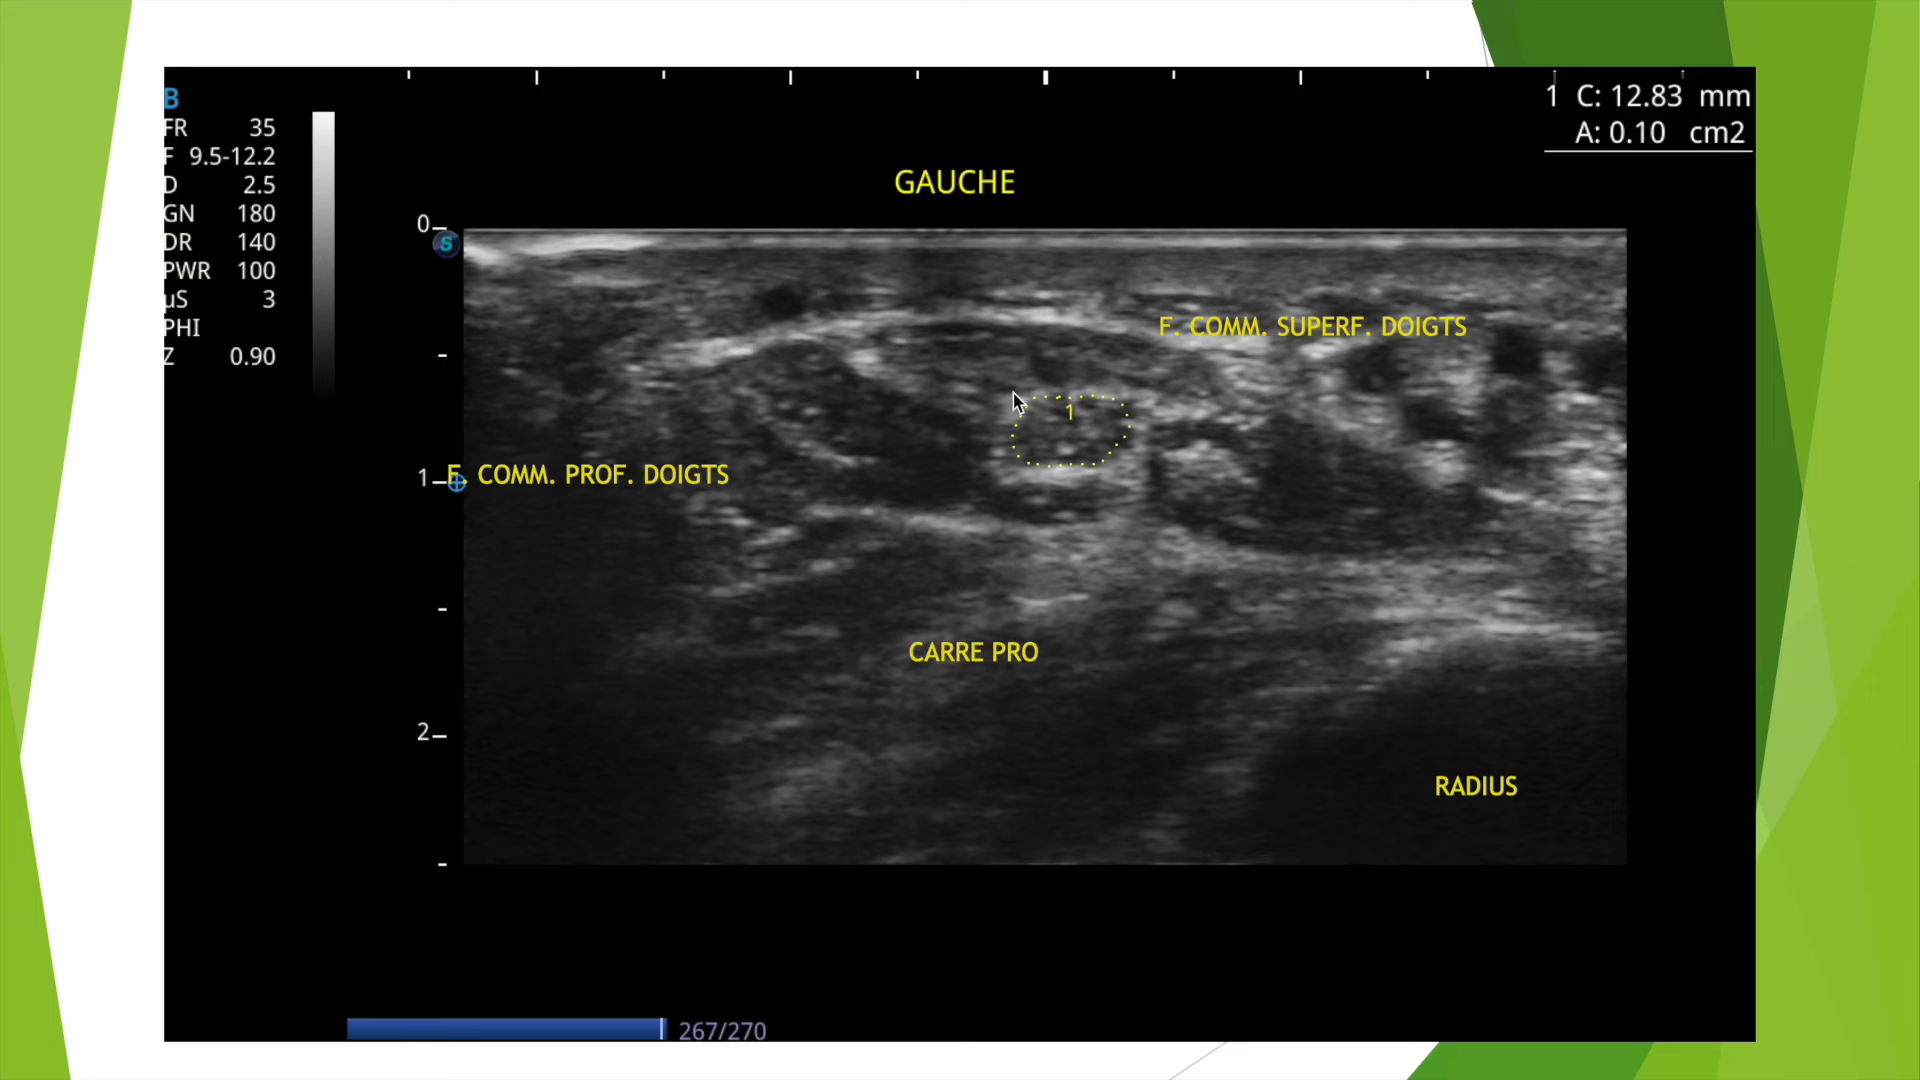 B
FR 35
F 9.5-12.2
D 2.5
GN 180
DR 140
PWR 100
µS 3
PHI
Z 0.90
1 C: 12.83 mm
A: 0.10 cm2
GAUCHE
0
S
F. COMM. SUPERF. DOIGTS
1
1
F. COMM. PROF. DOIGTS
CARRE PRO
2
RADIUS
267/270